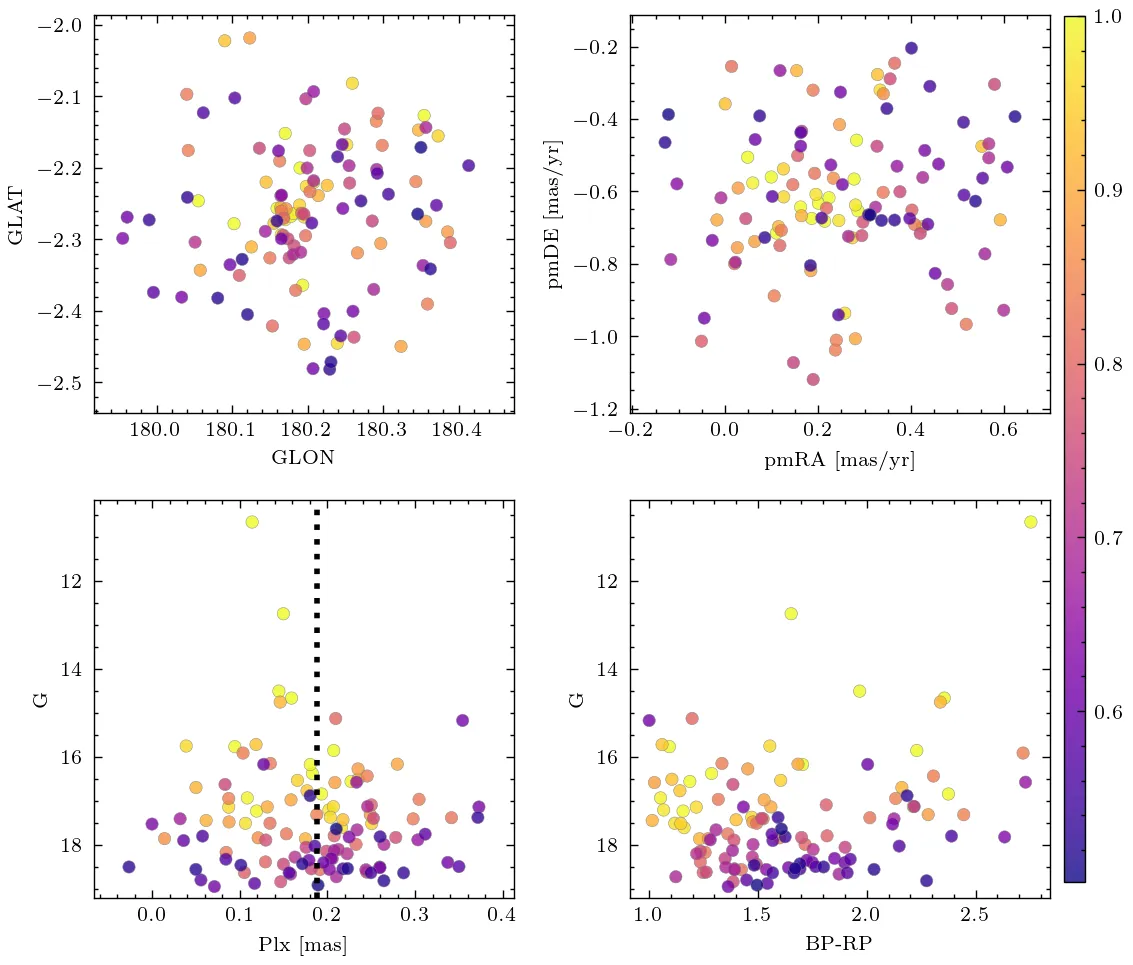 −2.0
−2.1
−2.2
−2.3
−2.4
−2.5
GLAT
180.0 180.1 180.2 180.3 180.4
GLON
−0.2
−0.4
−0.6
−0.8
−1.0
−1.2
pmDE [mas/yr]
−0.2 0.0 0.2 0.4 0.6
pmRA [mas/yr]
12
14
16
18
G
0.0 0.1 0.2 0.3 0.4
Plx [mas]
12
14
16
18
G
1.0 1.5 2.0 2.5
BP-RP
1.0
0.9
0.8
0.7
0.6